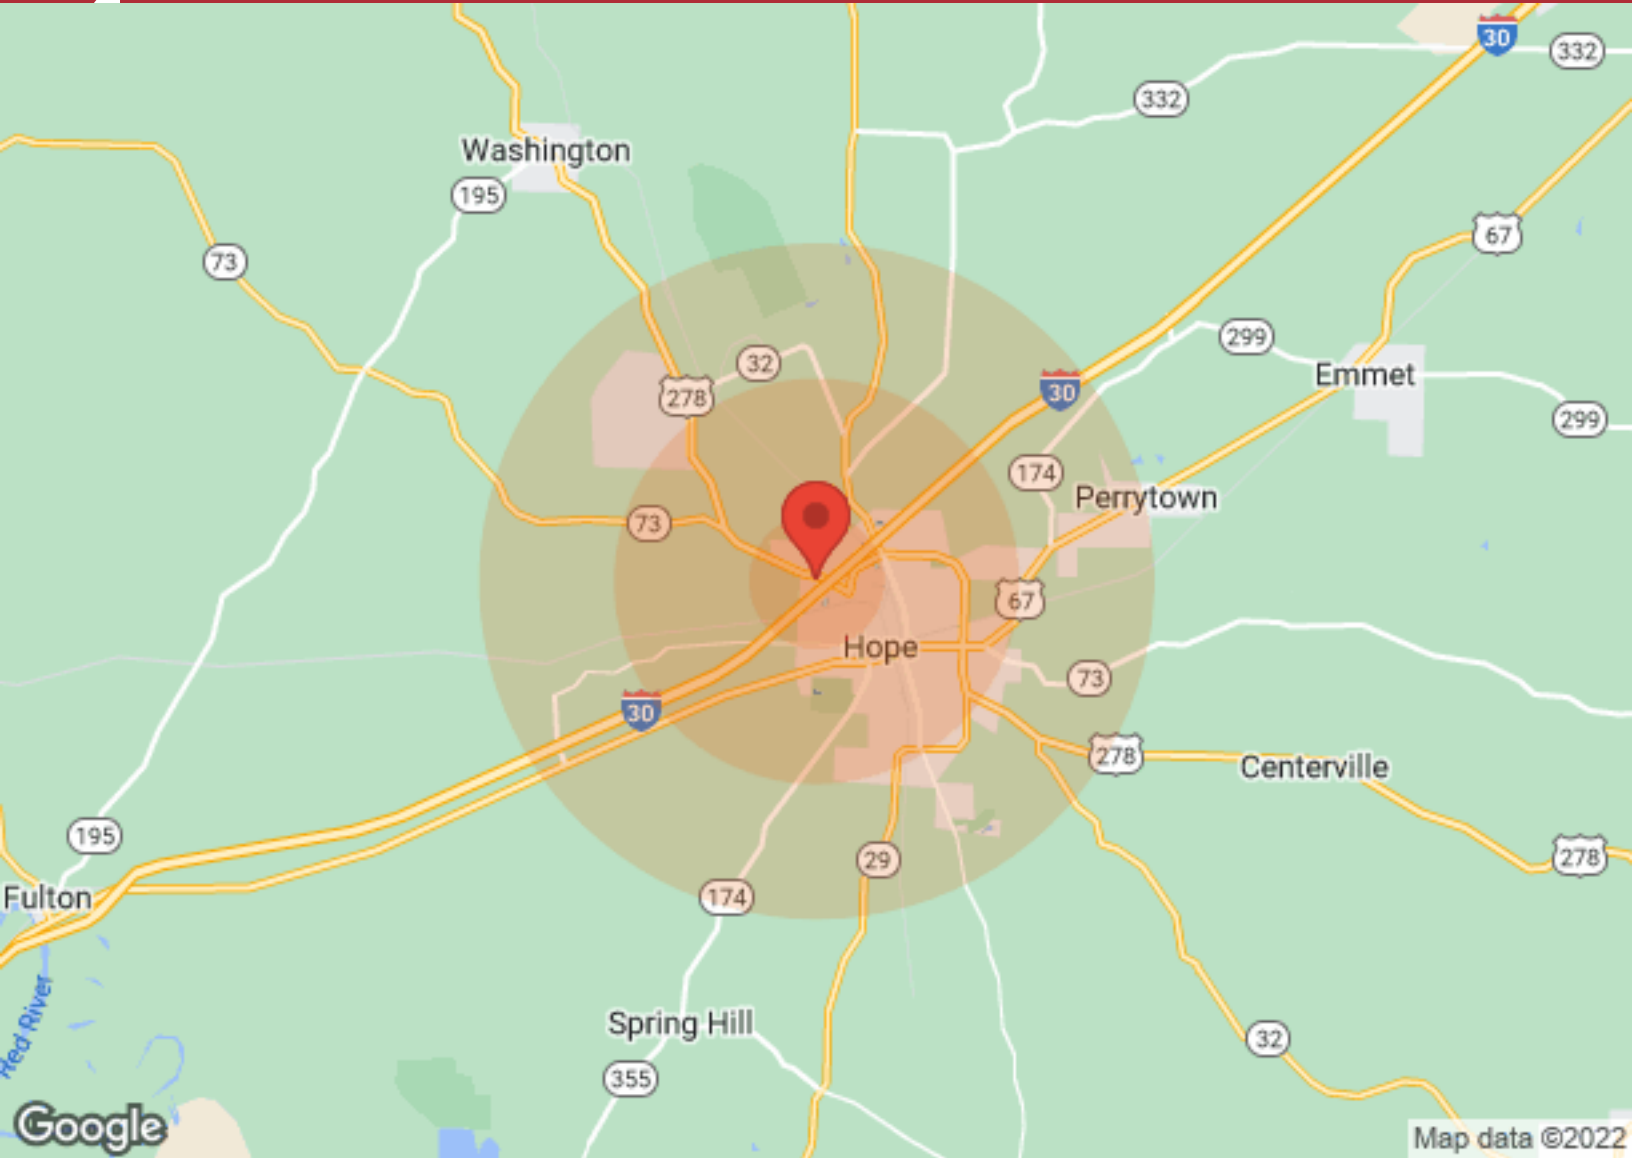 30
332
332
Washington
195
67
73
299
Emmet
32
30
278
299
174
Perrytown
73
67
Hope
73
30
278
Centerville
195
278
29
Fulton
174
Red River
Spring Hill
32
355
Google
Map data ©2022